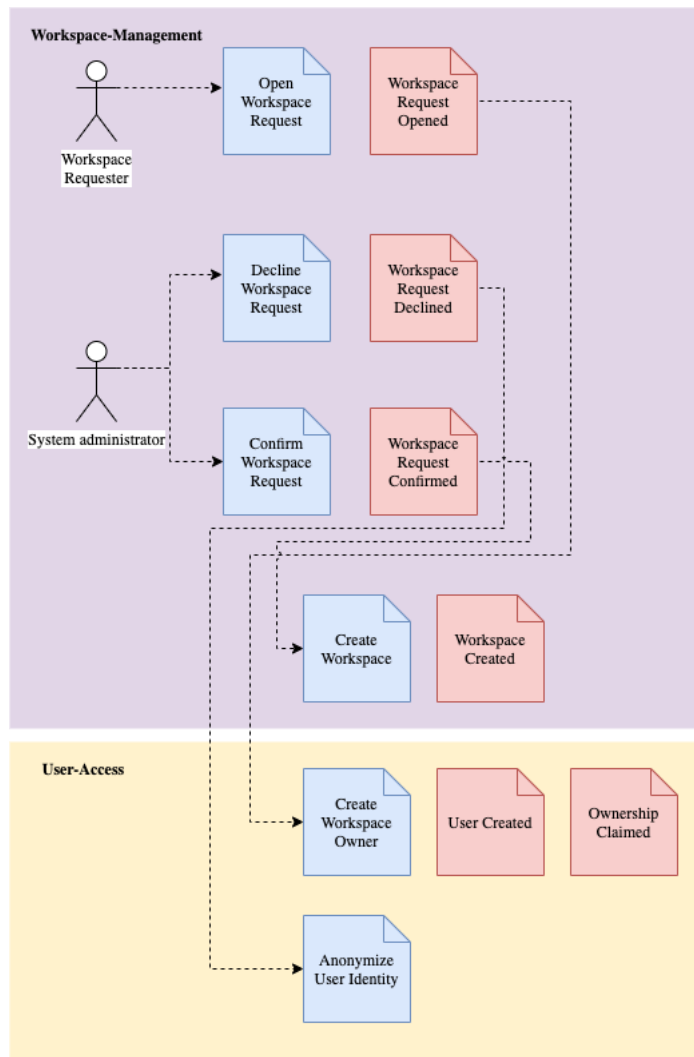 Workspace-Management
Open
Workspace
Request
Workspace
Request
Opened
Workspace
Requester
Decline
Workspace
Request
Workspace
Request
Declined
System administrator
Confirm
Workspace
Request
Workspace
Request
Confirmed
Create
Workspace
Workspace
Created
User-Access
Create
Workspace
Owner
User Created
Ownership
Claimed
Anonymize
User Identity